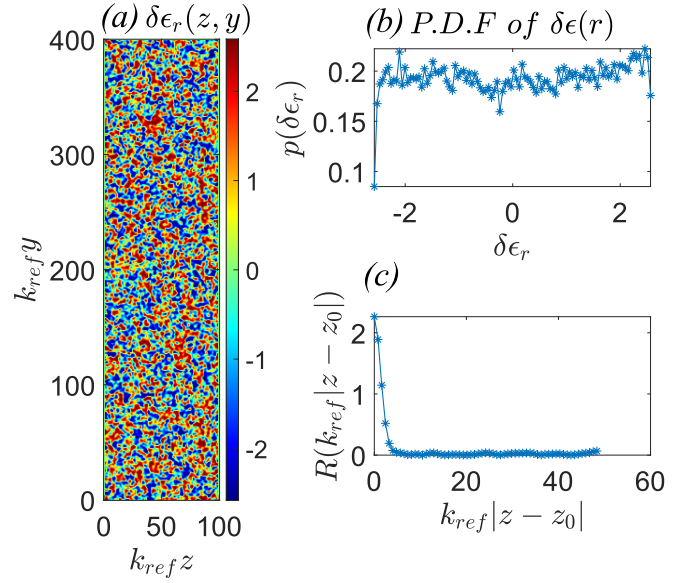 (a) δϵ_r(z, y)
400
300
200
100
0
k_ref y
0
50
100
k_ref z
2
1
0
-1
-2
(b) P.D.F of δϵ(r)
0.2
0.15
0.1
p(δϵ_r)
-2
0
2
δϵ_r
(c)
2
1
0
R(k_ref|z − z_0|)
0
20
40
60
k_ref|z − z_0|